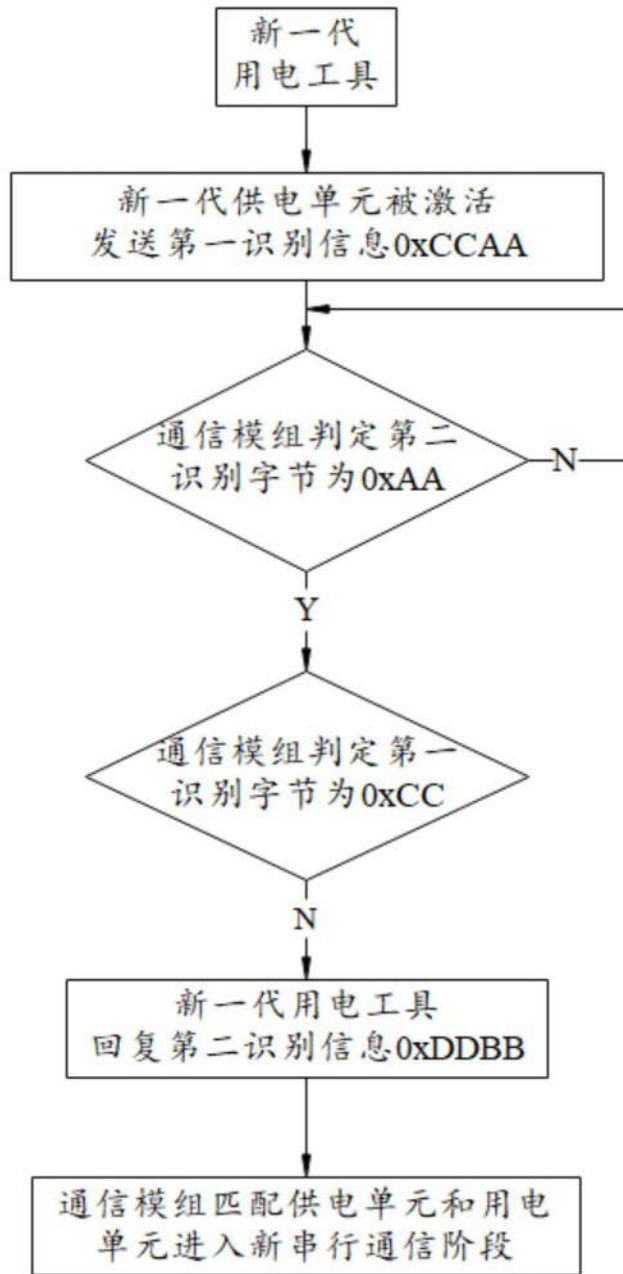 新一代
用电工具
新一代供电单元被激活
发送第一识别信息0xCCAA
通信模组判定第二
识别字节为0xAA
N
Y
通信模组判定第一
识别字节为0xCC
N
新一代用电工具
回复第二识别信息0xDDBB
通信模组匹配供电单元和用电
单元进入新串行通信阶段